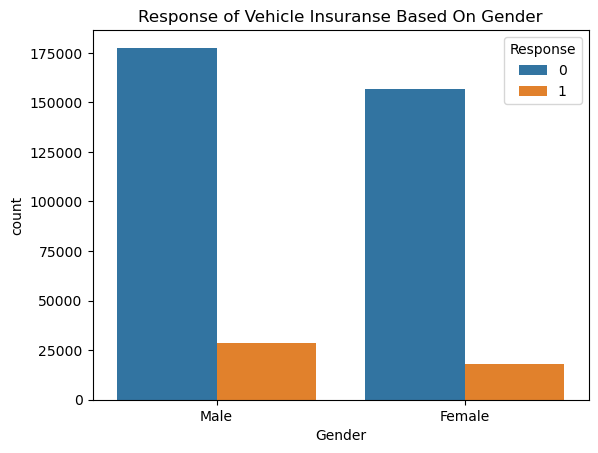 Response of Vehicle Insuranse Based On Gender
Response
0
1
175000
150000
125000
100000
75000
50000
25000
0
count
Male Female
Gender